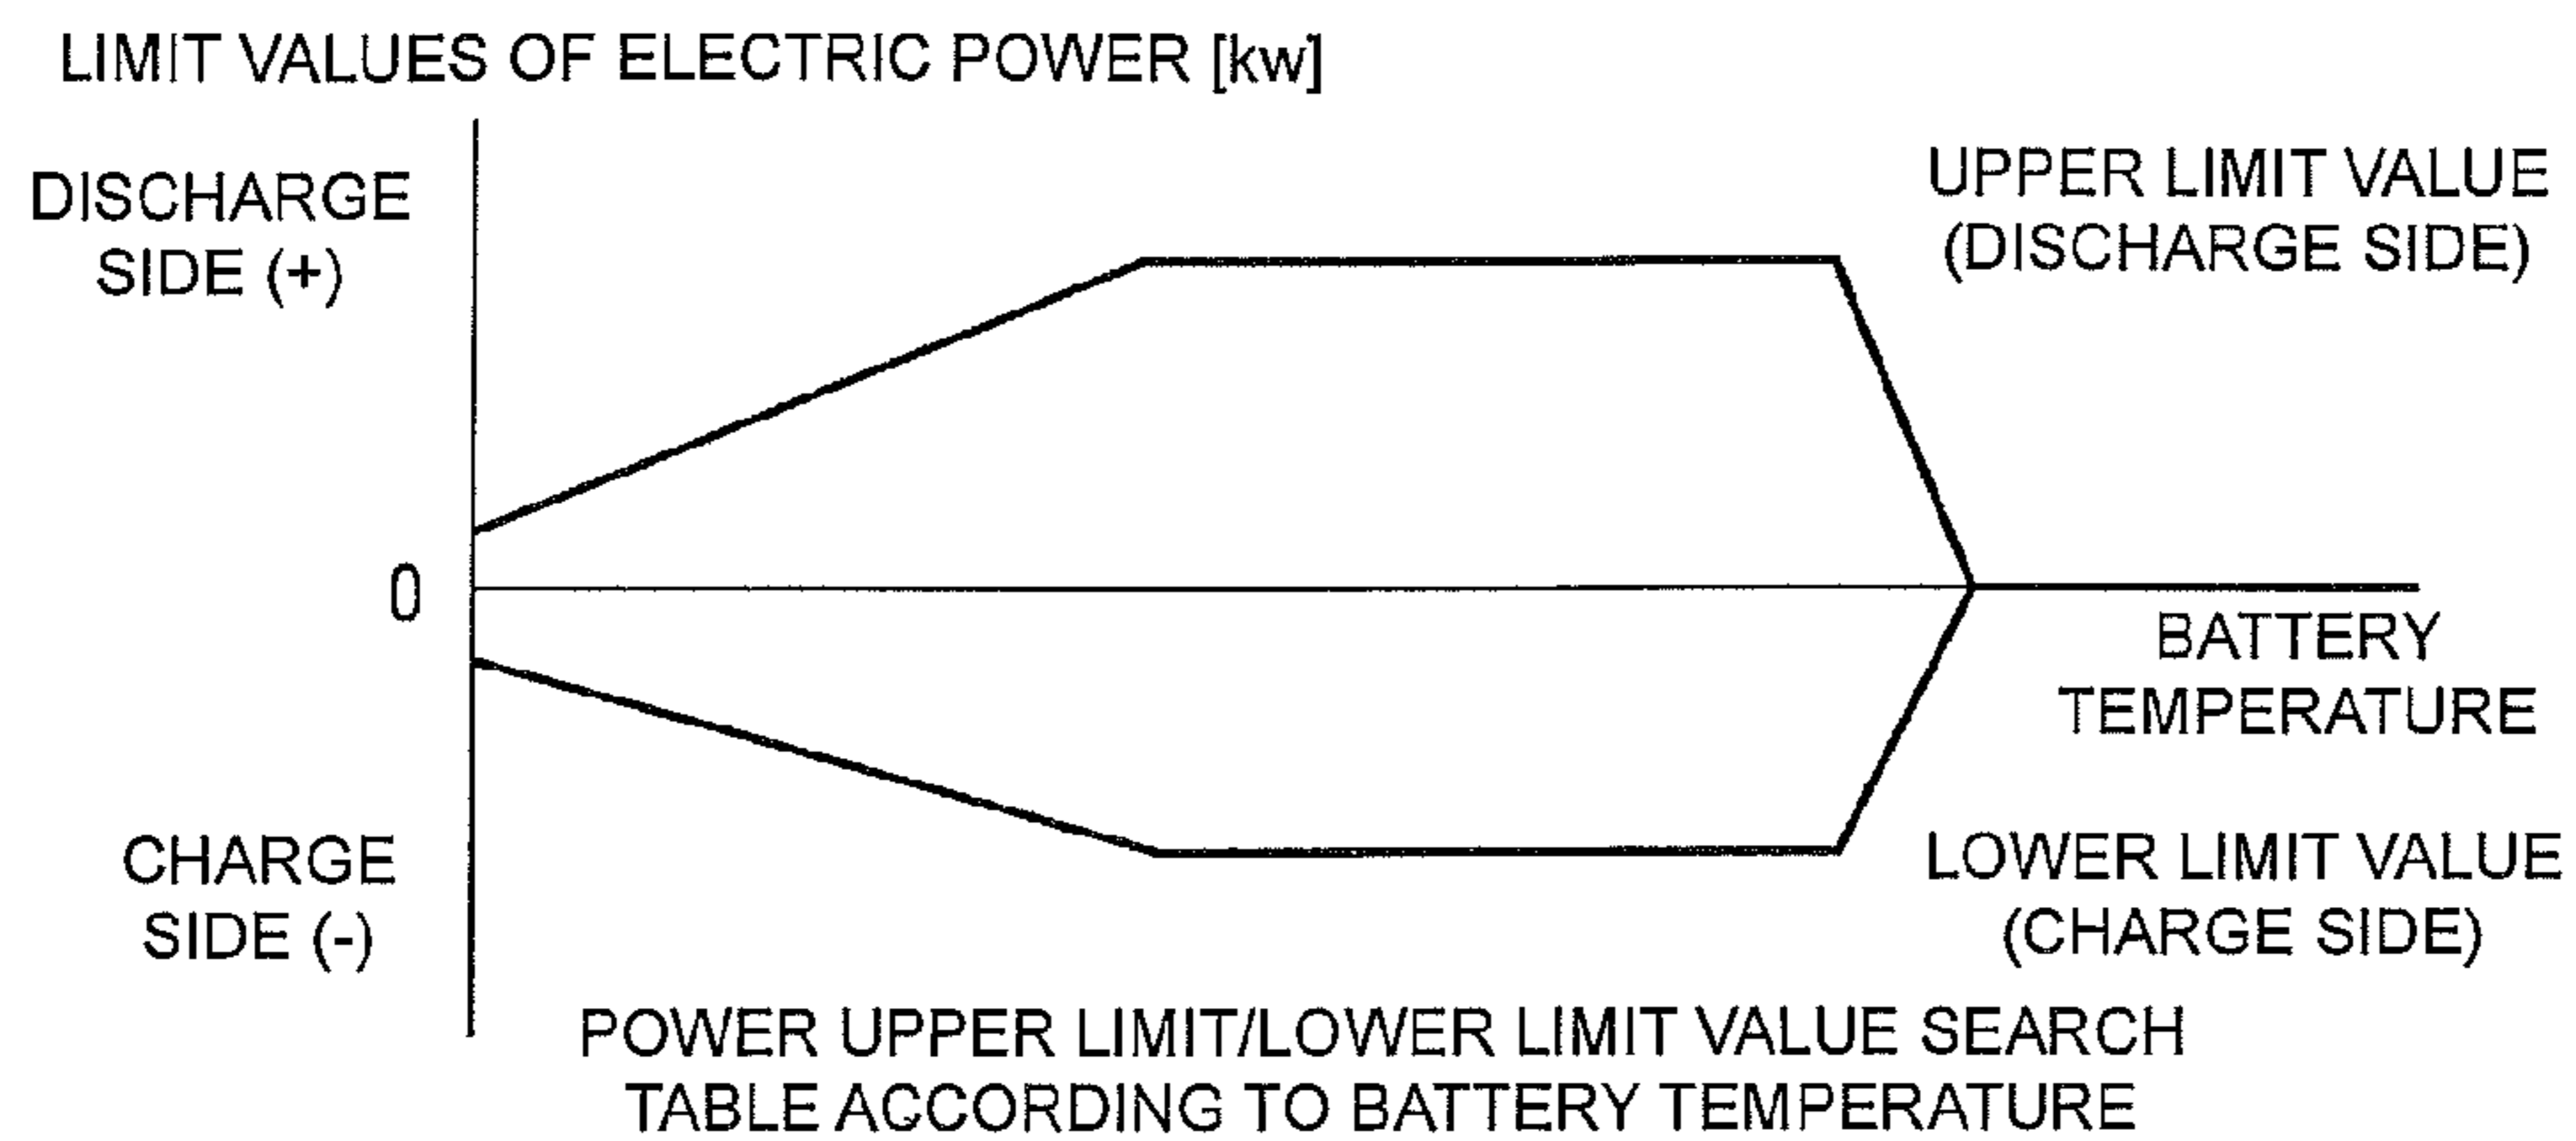 LIMIT VALUES OF ELECTRIC POWER [kw]
DISCHARGE
SIDE (+)
UPPER LIMIT VALUE
(DISCHARGE SIDE)
0
BATTERY
TEMPERATURE
CHARGE
SIDE (-)
LOWER LIMIT VALUE
(CHARGE SIDE)
POWER UPPER LIMIT/LOWER LIMIT VALUE SEARCH
TABLE ACCORDING TO BATTERY TEMPERATURE